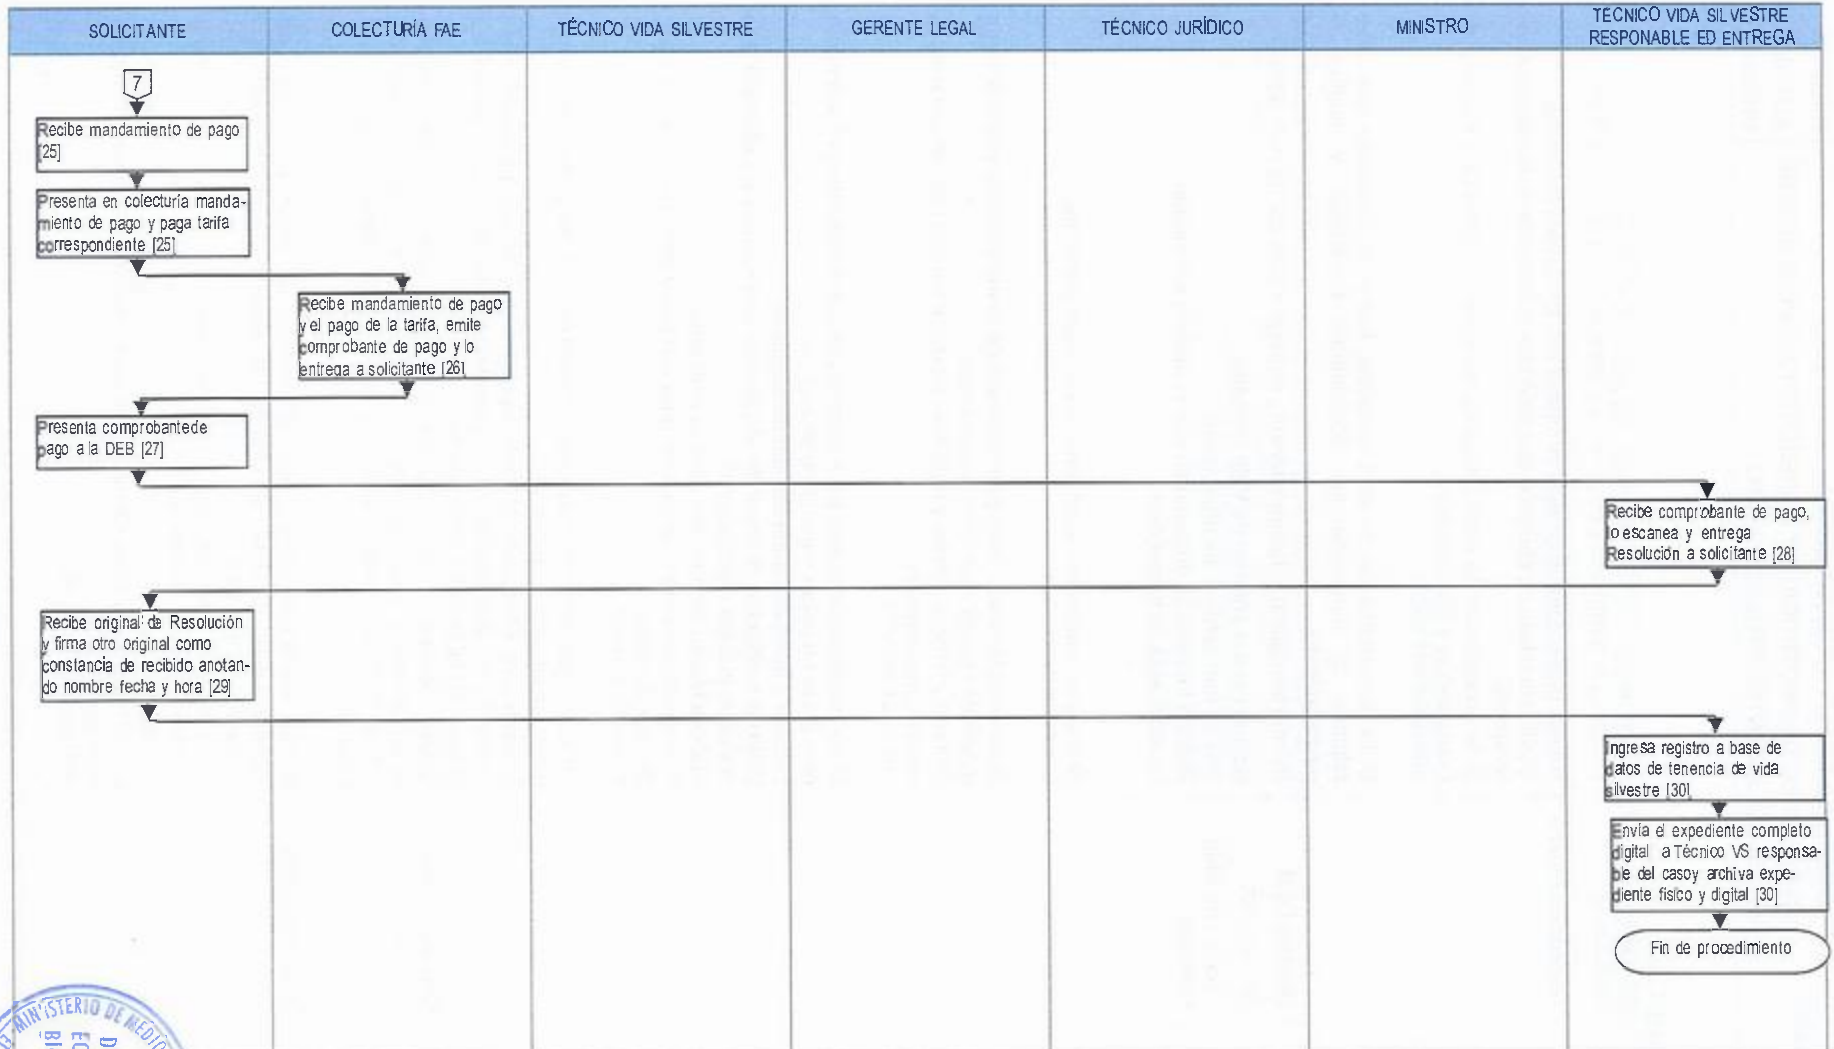 SOLICITANTE
COLECTURÍA FAE
TÉCNICO VIDA SILVESTRE
GERENTE LEGAL
TÉCNICO JURÍDICO
MINISTRO
TÉCNICO VIDA SILVESTRE
RESPONABLE ED ENTREGA
7
Recibe mandamiento de pago
[25]
Presenta en colecturía manda-
miento de pago y paga tarifa
correspondiente [25]
Recibe mandamiento de pago
y el pago de la tarifa, emite
comprobante de pago y lo
entrega a solicitante [26]
Presenta comprobantede
pago a la DEB [27]
Recibe comprobante de pago,
lo escanea y entrega
Resolución a solicitante [28]
Recibe original de Resolución
y firma otro original como
constancia de recibido anotan-
do nombre fecha y hora [29]
Ingresa registro a base de
datos de tenencia de vida
silvestre [30]
Envía el expediente completo
digital a Técnico VS responsa-
ble del casoy archiva expe-
diente físico y digital [30]
Fin de procedimiento
MINISTERIO DE MEDIO